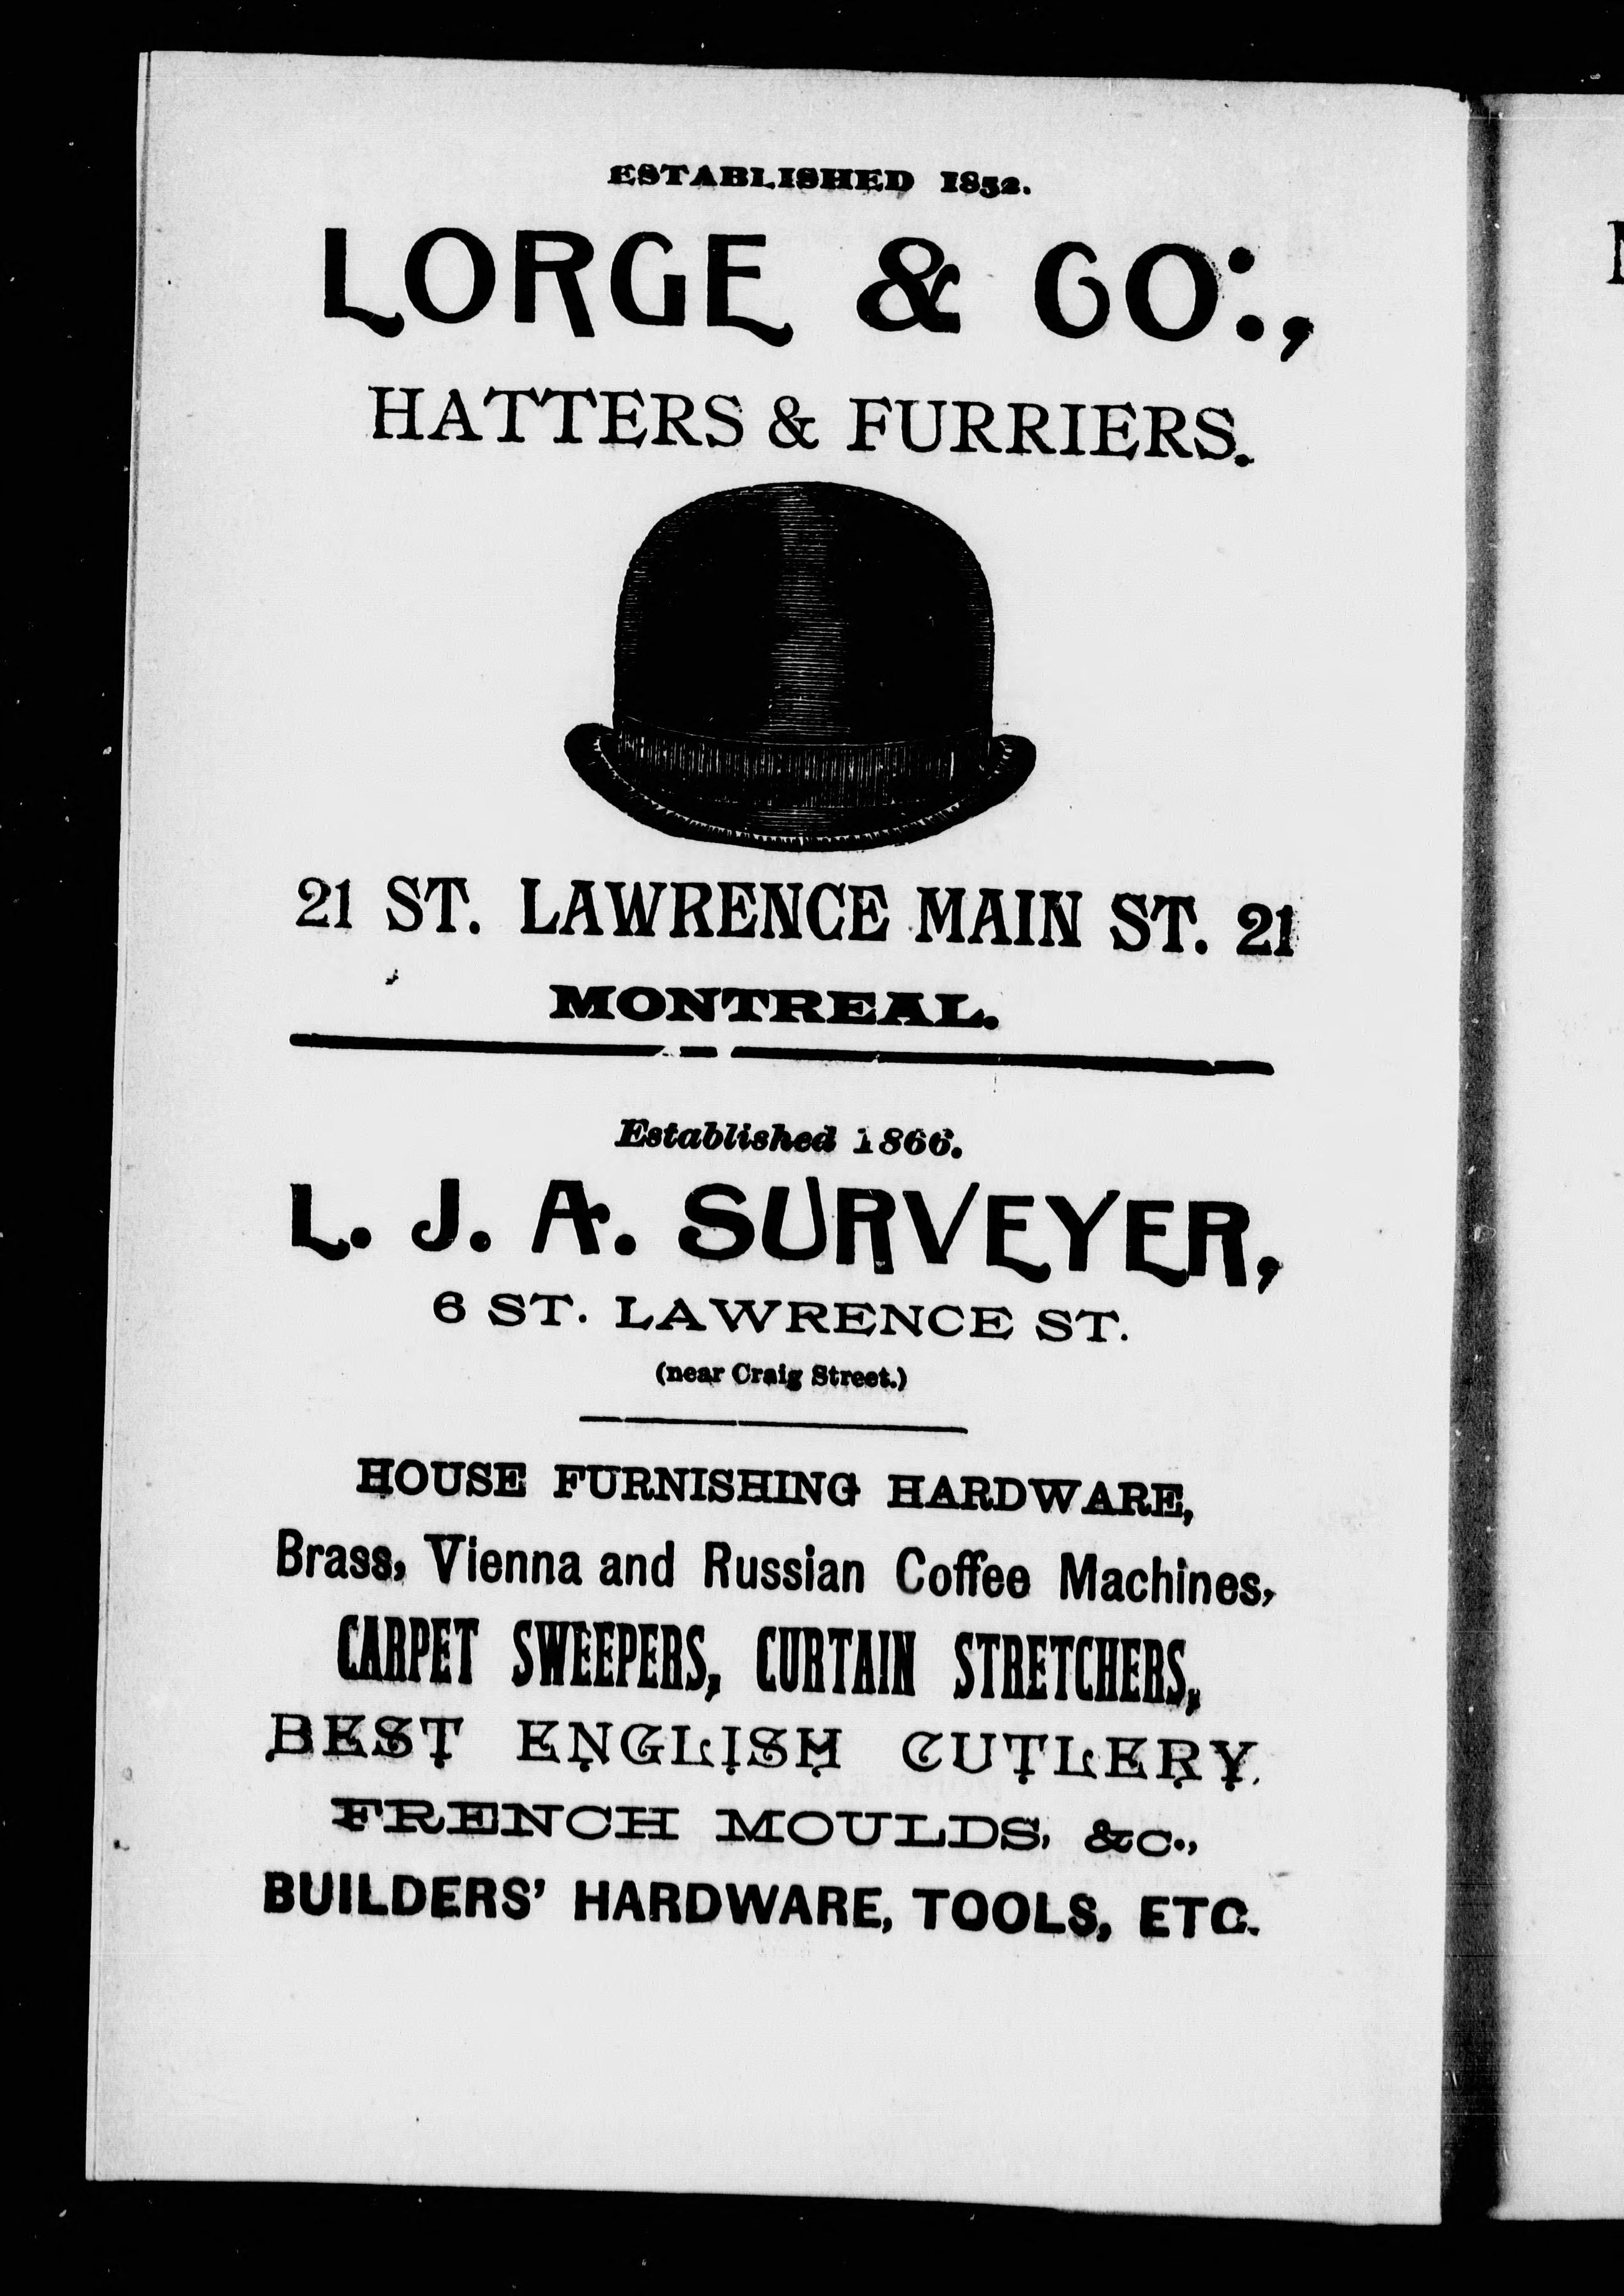 ESTABLISHED 1852.
LORGE & CO.,
HATTERS & FURRIERS.
21 ST. LAWRENCE MAIN ST. 21
MONTREAL.
Established 1866.
L. J. A. SURVEYER,
6 ST. LAWRENCE ST.
(near Craig Street.)
HOUSE FURNISHING HARDWARE,
Brass, Vienna and Russian Coffee Machines,
CARPET SWEEPERS, CURTAIN STRETCHERS,
BEST ENGLISH CUTLERY,
FRENCH MOULDS, &c.,
BUILDERS' HARDWARE, TOOLS, ETC.